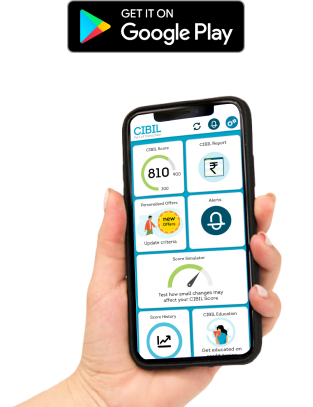 GET IT ON
Google Play
CIBIL
CIBIL Score
CIBIL Report
810
900
300
₹
Personalised Offers
Alerts
new
Offers
Update criteria
Score Simulator
Test how small changes may
affect your CIBIL Score
Score History
CIBIL Education
Get educated on